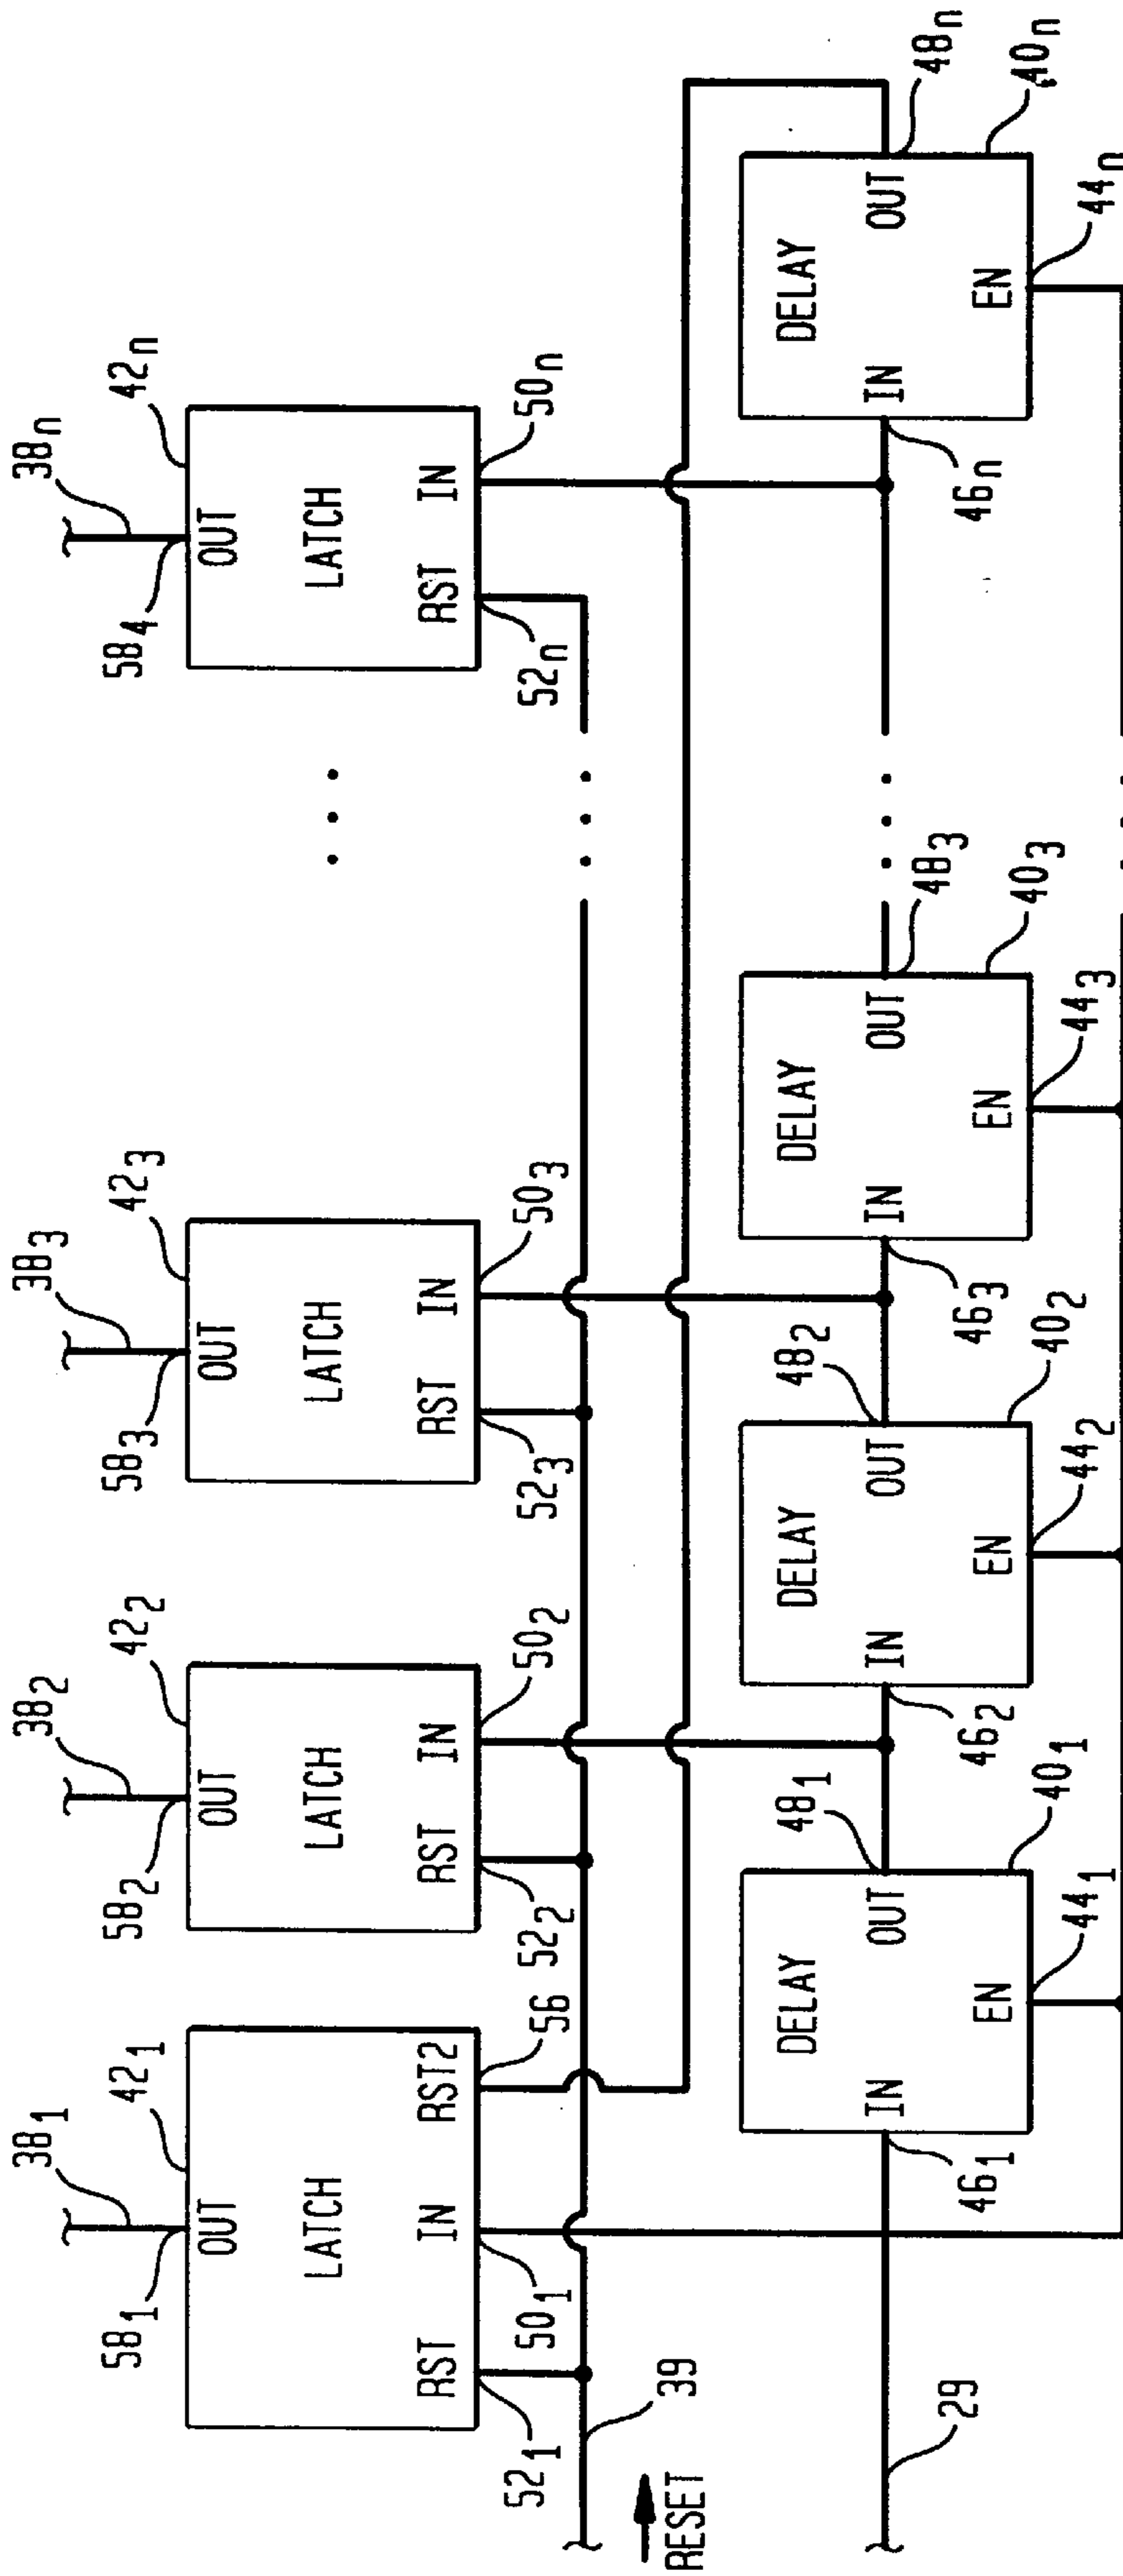 38₁ 38₂ 38₃ 38ₙ
58₁ 42₁ 58₂ 42₂ 58₃ 42₃ 58₄ 42ₙ
OUT OUT OUT OUT
LATCH LATCH LATCH LATCH
RST IN RST2 RST IN RST IN RST IN
52₁ 50₁ 56 52₂ 50₂ 52₃ 50₃ 52ₙ 50ₙ
39
RESET
DELAY DELAY DELAY DELAY
48₁ 48₂ 48₃ 48ₙ
IN OUT IN OUT IN OUT IN OUT
29 46₁ 46₂ 46₃ 46ₙ
EN EN EN EN
40₁ 40₂ 40₃ 40ₙ
44₁ 44₂ 44₃ 44ₙ